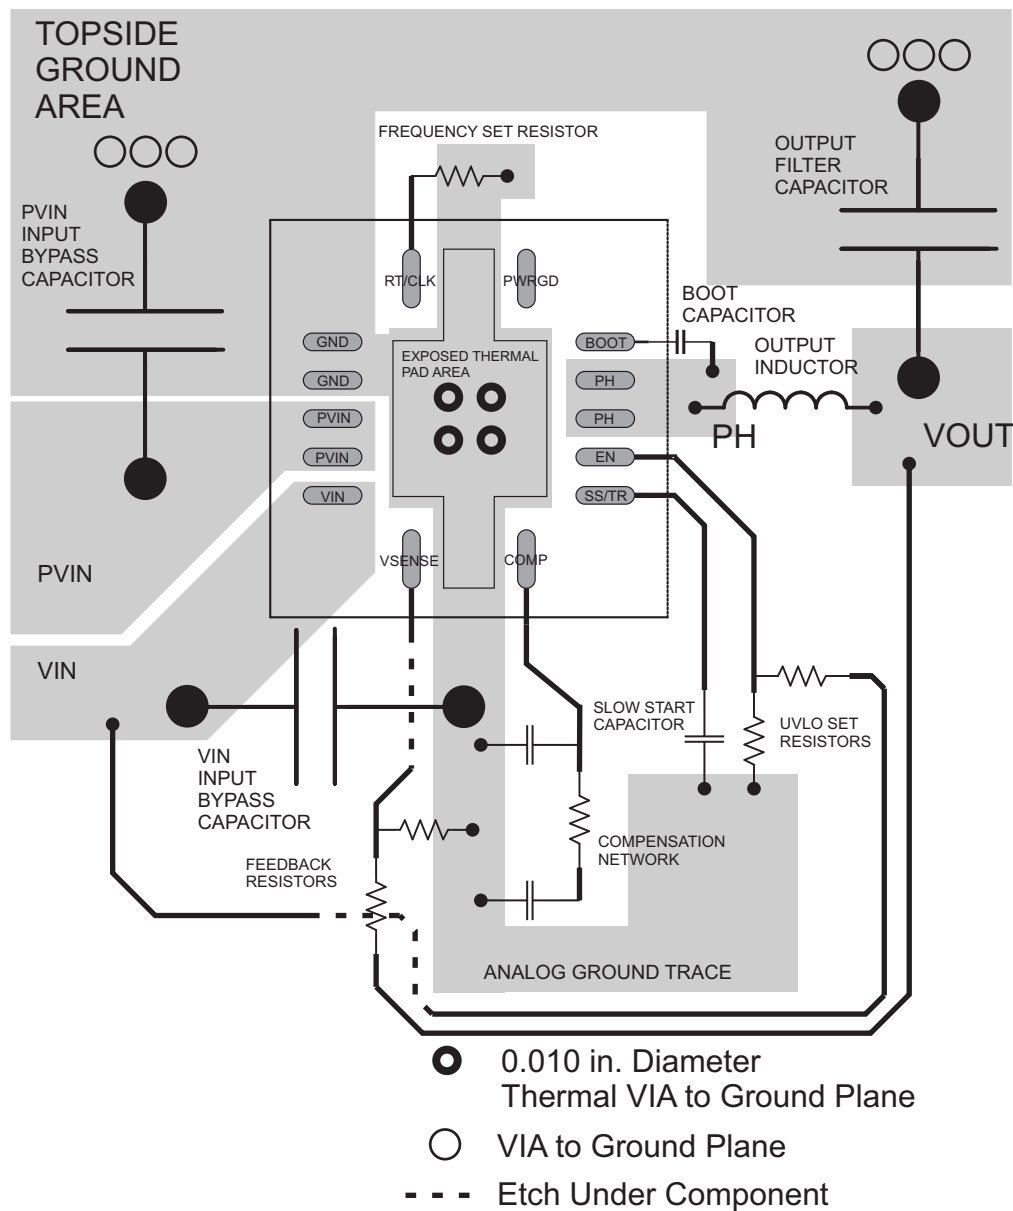 TOPSIDE
GROUND
AREA
FREQUENCY SET RESISTOR
OUTPUT
FILTER
CAPACITOR
PVIN
INPUT
BYPASS
CAPACITOR
RT/CLK
PWRGD
BOOT
CAPACITOR
GND
EXPOSED THERMAL
PAD AREA
BOOT
OUTPUT
INDUCTOR
GND
PH
PVIN
PH
PH
VOUT
PVIN
EN
VIN
SS/TR
VSENSE
COMP
PVIN
VIN
SLOW START
CAPACITOR
UVLO SET
RESISTORS
VIN
INPUT
BYPASS
CAPACITOR
COMPENSATION
NETWORK
FEEDBACK
RESISTORS
ANALOG GROUND TRACE
0.010 in. Diameter
Thermal VIA to Ground Plane
VIA to Ground Plane
Etch Under Component